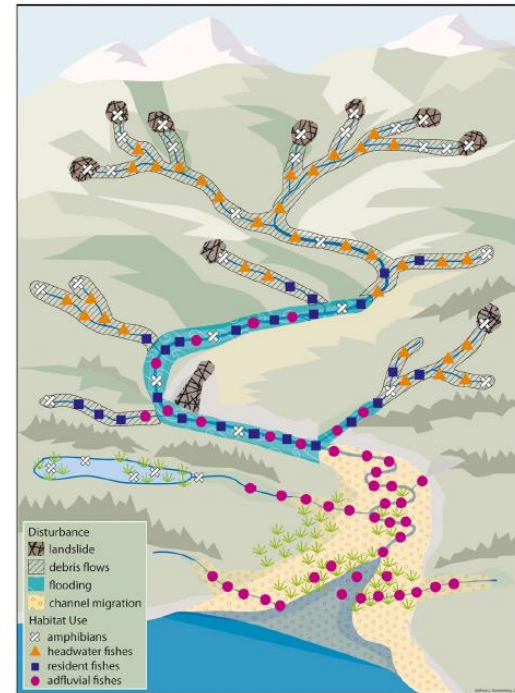 Disturbance
landslide
debris flows
flooding
channel migration
Habitat Use
amphibians
headwater fishes
resident fishes
adfluvial fishes